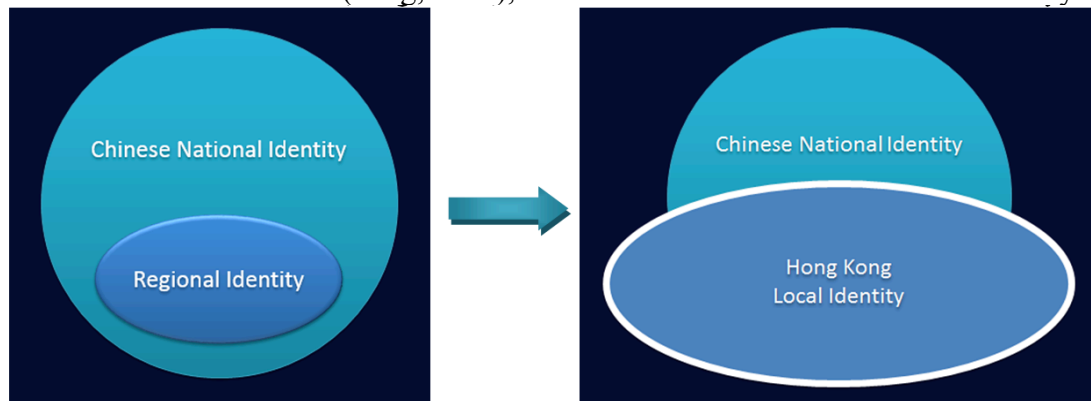 Chinese National Identity
Regional Identity
Chinese National Identity
Hong Kong
Local Identity